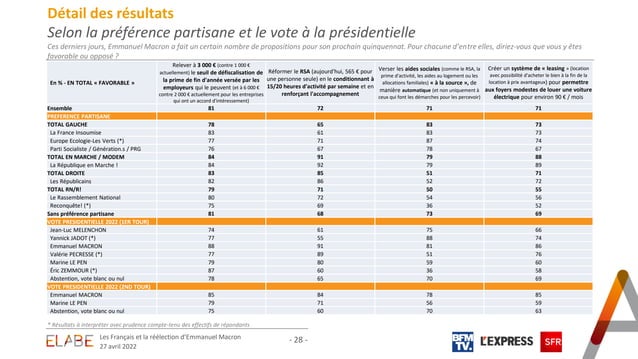 Détail des résultats
Selon la préférence partisane et le vote à la présidentielle
Ces derniers jours, Emmanuel Macron a fait un certain nombre de propositions pour son prochain quinquennat. Pour chacune d'entre elles, diriez-vous que vous y êtes
favorable ou opposé ?
En % - EN TOTAL « FAVORABLE »
Relever à 3 000 € (contre 1 000 €
actuellement) le seuil de défiscalisation de
la prime de fin d'année versée par les
employeurs qui le peuvent (et à 6 000 €
contre 2 000 € actuellement pour les entreprises
qui ont un accord d'intéressement)
Réformer le RSA (aujourd'hui, 565 € pour
une personne seule) en le conditionnant à
15/20 heures d'activité par semaine et en
renforçant l'accompagnement
Verser les aides sociales (comme le RSA, la
prime d'activité, les aides au logement ou les
allocations familiales) « à la source », de
manière automatique (et non uniquement à
ceux qui font les démarches pour les percevoir)
Créer un système de « leasing » (location
avec possibilité d'acheter le bien à la fin de la
location à prix avantageux) pour permettre
aux foyers modestes de louer une voiture
électrique pour environ 90 € / mois
Ensemble 81 72 71 71
PREFERENCE PARTISANE
TOTAL GAUCHE 78 65 83 73
La France Insoumise 83 61 83 73
Europe Ecologie-Les Verts (*) 77 71 87 74
Parti Socialiste / Génération.s / PRG 76 67 78 67
TOTAL EN MARCHE / MODEM 84 91 79 88
La République en Marche ! 84 92 79 89
TOTAL DROITE 83 85 51 71
Les Républicains 82 86 52 72
TOTAL RN/R! 79 71 50 55
Le Rassemblement National 80 72 54 56
Reconquête! (*) 75 69 36 52
Sans préférence partisane 81 68 73 69
VOTE PRESIDENTIELLE 2022 (1ER TOUR)
Jean-Luc MELENCHON 74 61 75 66
Yannick JADOT (*) 77 55 88 74
Emmanuel MACRON 88 91 81 86
Valérie PECRESSE (*) 77 89 51 76
Marine LE PEN 79 80 59 60
Éric ZEMMOUR (*) 87 60 36 58
Abstention, vote blanc ou nul 78 65 70 69
VOTE PRESIDENTIELLE 2022 (2ND TOUR)
Emmanuel MACRON 85 84 78 85
Marine LE PEN 79 71 56 59
Abstention, vote blanc ou nul 75 60 70 63
* Résultats à interpréter avec prudence compte-tenu des effectifs de répondants
ELABE
Les Français et la réélection d'Emmanuel Macron
27 avril 2022
- 28 -
BFM
TV.
L'EXPRESS
SFR